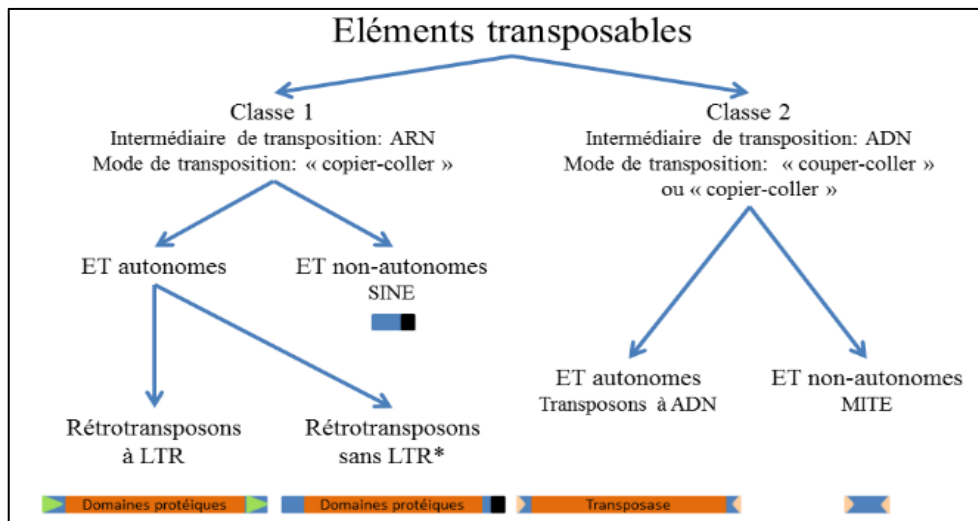 Eléments transposables
Classe 1
Intermédiaire de transposition: ARN
Mode de transposition: « copier-coller »
Classe 2
Intermédiaire de transposition: ADN
Mode de transposition: « couper-coller »
ou « copier-coller »
ET autonomes
ET non-autonomes
SINE
ET autonomes
Transposons à ADN
ET non-autonomes
MITE
Rétrotransposons
à LTR
Rétrotransposons
sans LTR*
Domaines protéiques
Domaines protéiques
Transposase